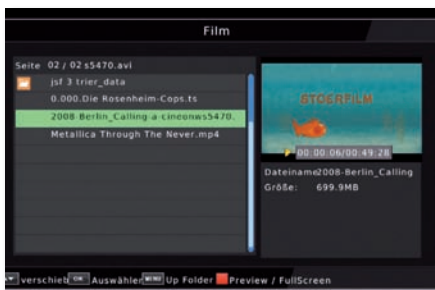 Film
Seite 02 / 02 s5470.avi
jsf 3 trier_data
0.000.Die Rosenheim-Cops.ts
2008-Berlin_Calling-a-cineonws5470.
Metallica Through The Never.mp4
STOERFILM
00:00:06/00:49:28
Dateiname2008-Berlin_Calling
Größe: 699.9MB
verschieb OK Auswähler MENU Up Folder Preview / FullScreen